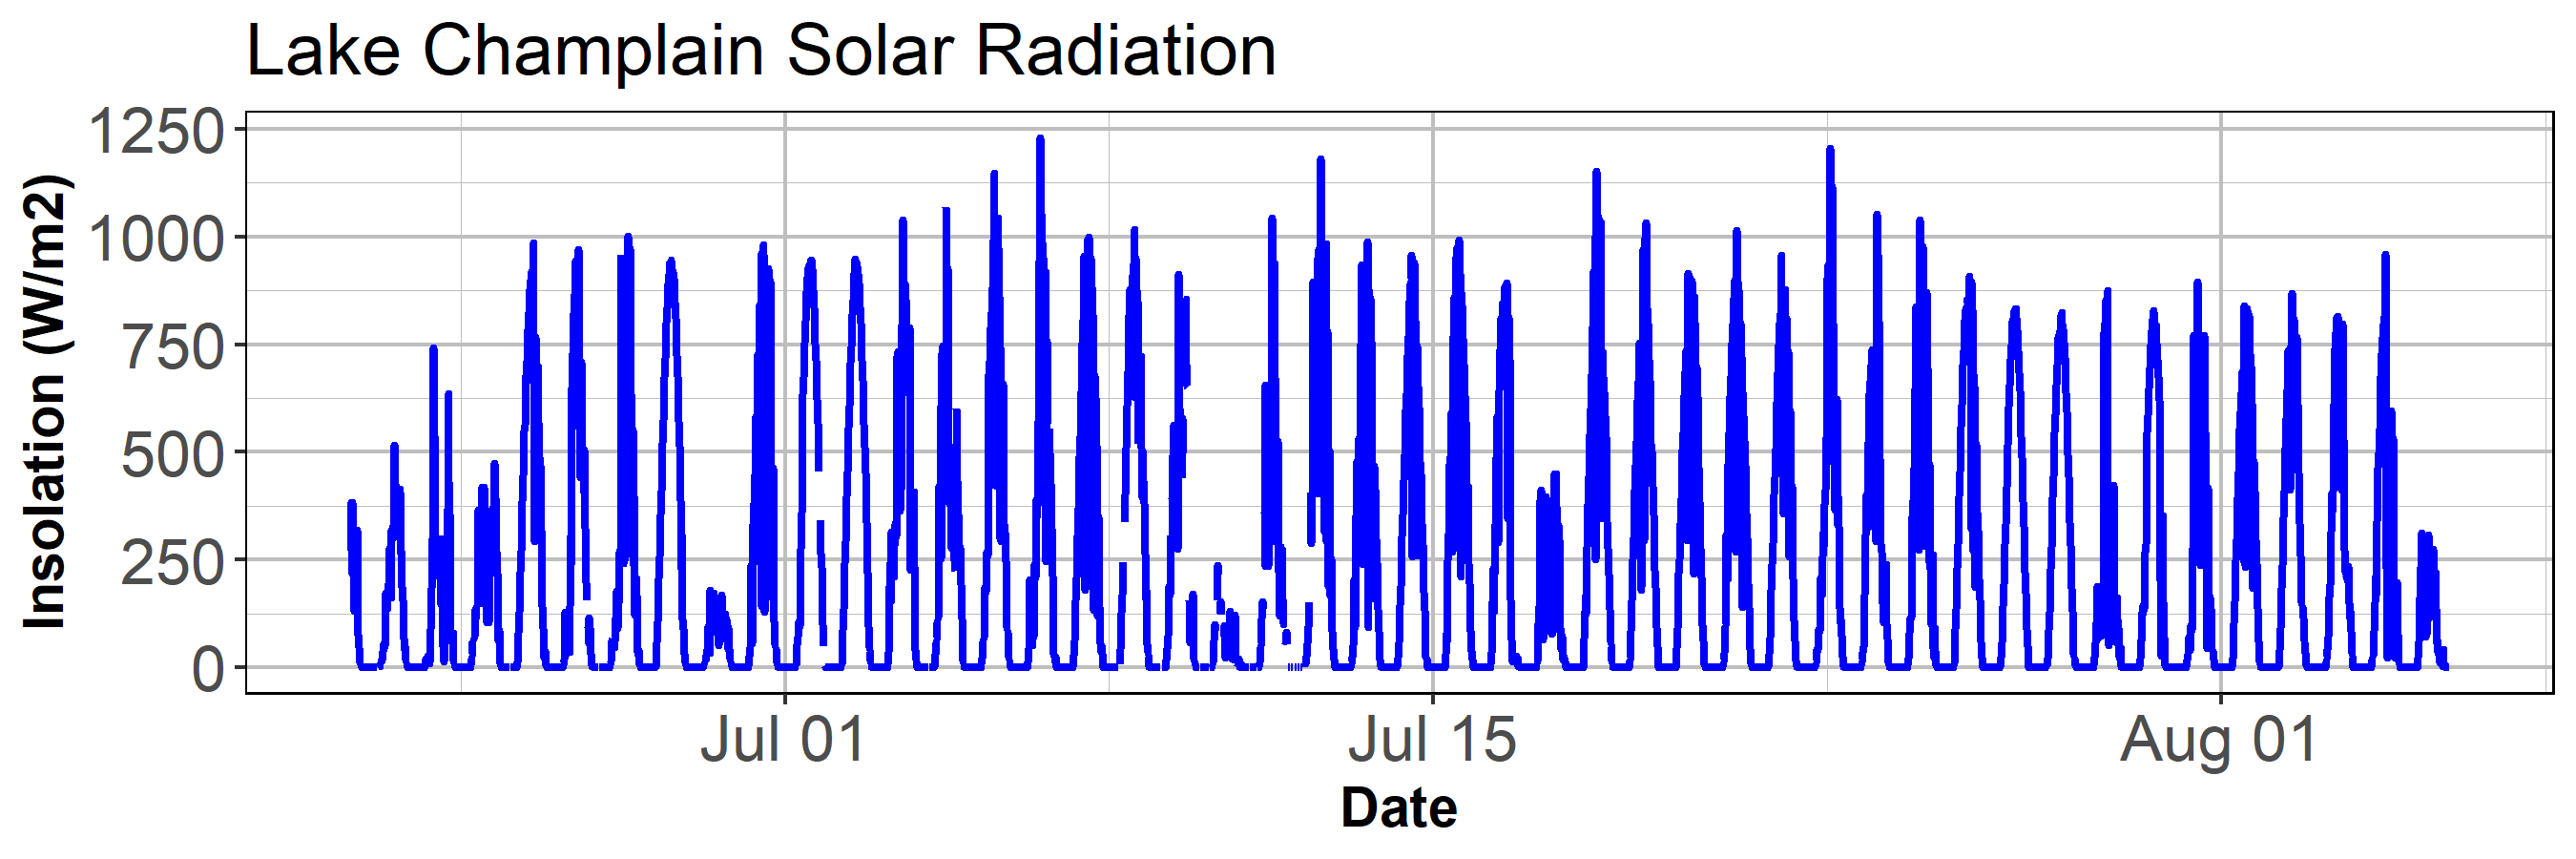 Lake Champlain Solar Radiation
1250
1000
750
500
250
0
Insolation (W/m2)
Jul 01
Jul 15
Aug 01
Date